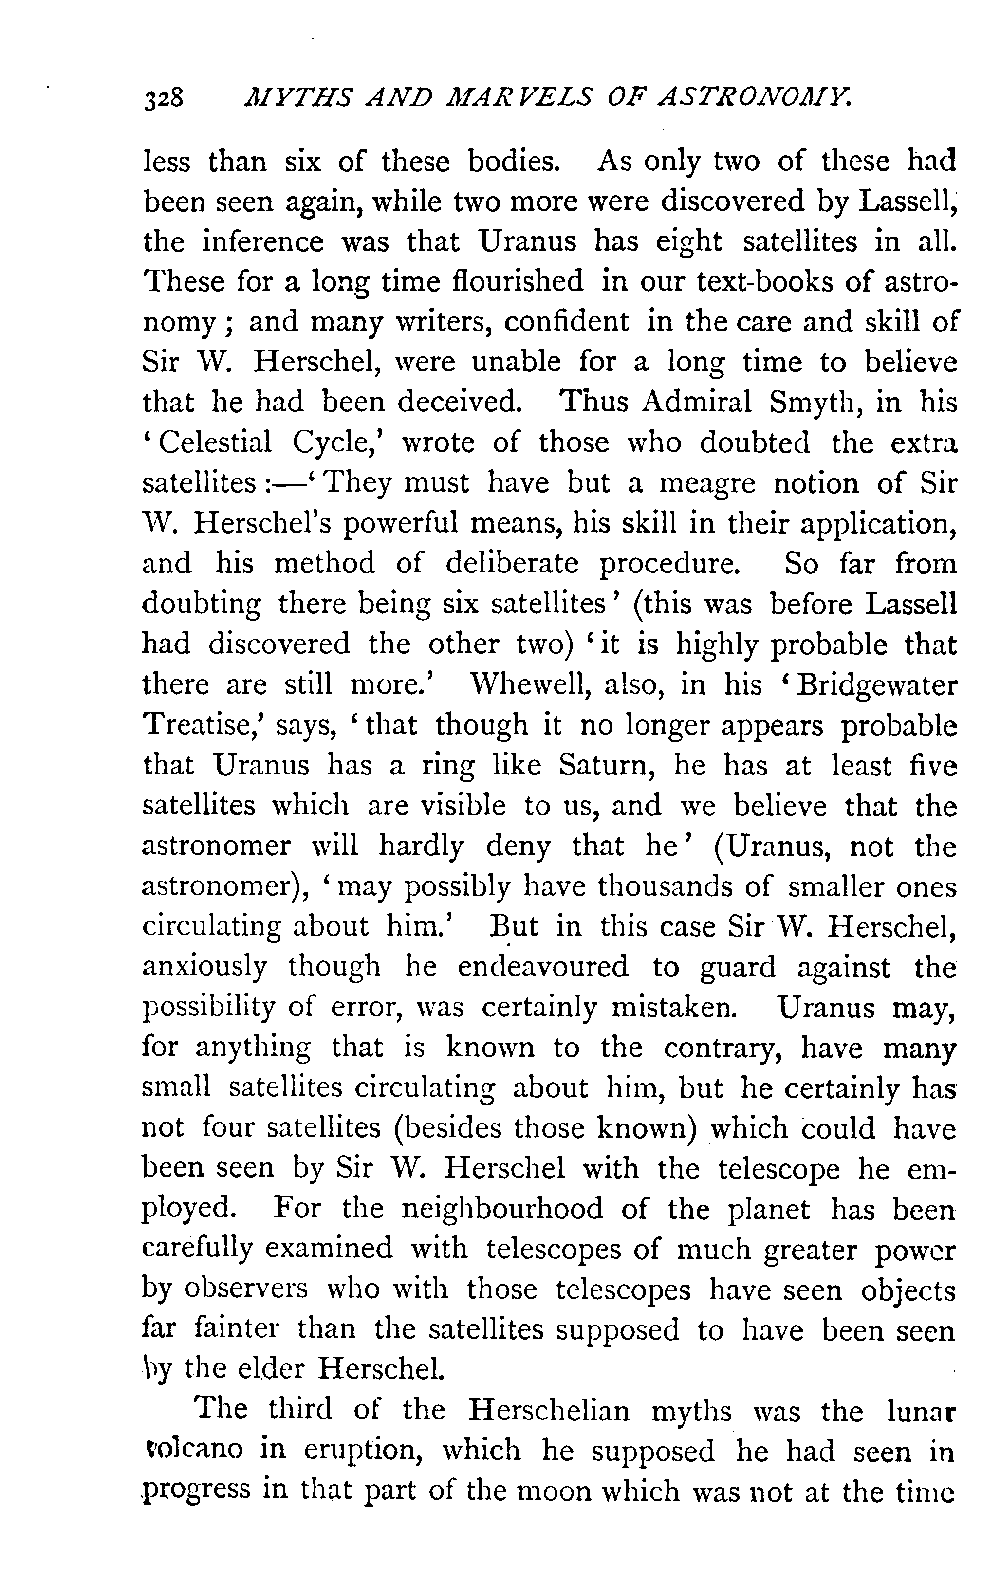 328 MYTHS AND MARVELS OF ASTRONOMY.
less than six of these bodies. As only two of these had
been seen again, while two more were discovered by Lassell,
the inference was that Uranus has eight satellites in all.
These for a long time flourished in our text-books of astro-
nomy ; and many writers, confident in the care and skill of
Sir W. Herschel, were unable for a long time to believe
that he had been deceived. Thus Admiral Smyth, in his
‘ Celestial Cycle,’ wrote of those who doubted the extra
satellites :—‘ They must have but a meagre notion of Sir
W. Herschel’s powerful means, his skill in their application,
and his method of deliberate procedure. So far from
doubting there being six satellites ’ (this was before Lassell
had discovered the other two) ‘ it is highly probable that
there are still more.’ Whewell, also, in his ‘ Bridgewater
Treatise,’ says, ‘ that though it no longer appears probable
that Uranus has a ring like Saturn, he has at least five
satellites which are visible to us, and we believe that the
astronomer will hardly deny that he ’ (Uranus, not the
astronomer), ‘ may possibly have thousands of smaller ones
circulating about him.’ But in this case Sir W. Herschel,
anxiously though he endeavoured to guard against the
possibility of error, was certainly mistaken. Uranus may,
for anything that is known to the contrary, have many
small satellites circulating about him, but he certainly has
not four satellites (besides those known) which could have
been seen by Sir W. Herschel with the telescope he em-
ployed. For the neighbourhood of the planet has been
carefully examined with telescopes of much greater power
by observers who with those telescopes have seen objects
far fainter than the satellites supposed to have been seen
by the elder Herschel.
The third of the Herschelian myths was the lunar
volcano in eruption, which he supposed he had seen in
progress in that part of the moon which was not at the time